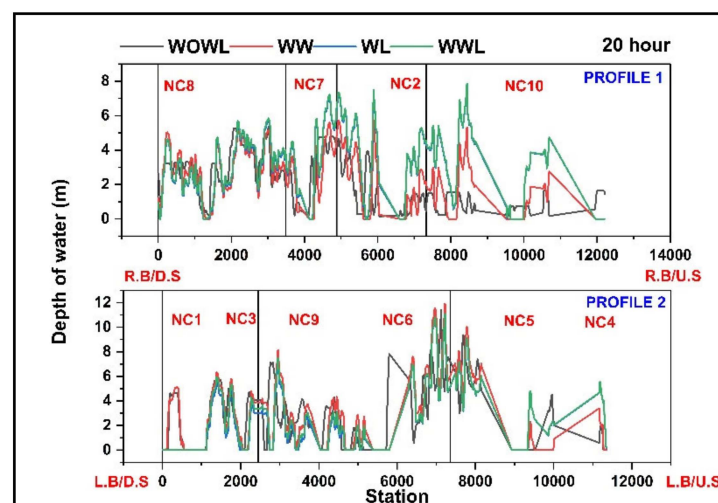 WOWL WW WL WWL 20 hour
PROFILE 1
NC8 NC7 NC2 NC10
8
6
4
2
0
0 2000 4000 6000 8000 10000 12000 14000
R.B/D.S R.B/U.S
Depth of water (m)
PROFILE 2
NC1 NC3 NC9 NC6 NC5 NC4
12
10
8
6
4
2
0
0 2000 4000 6000 8000 10000 12000
L.B/D.S Station L.B/U.S